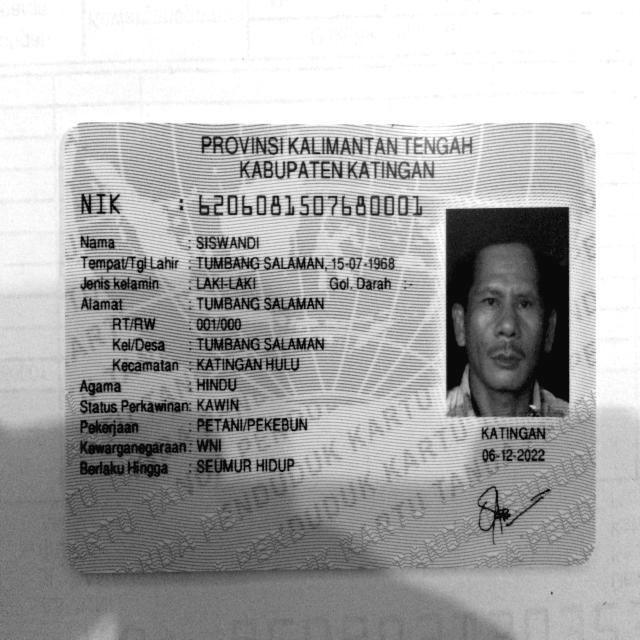 PROVINSI KALIMANTAN TENGAH
KABUPATEN KATINGAN
NIK : 6206081507680001
Nama : SISWANDI
Tempat/Tgl Lahir : TUMBANG SALAMAN, 15-07-1968
Jenis kelamin : LAKI-LAKI Gol. Darah :-
Alamat : TUMBANG SALAMAN
RT/RW : 001/000
Kel/Desa : TUMBANG SALAMAN
Kecamatan : KATINGAN HULU
Agama : HINDU
Status Perkawinan: KAWIN
Pekerjaan : PETANI/PEKEBUN
Kewarganegaraan: WNI
Berlaku Hingga : SEUMUR HIDUP
KATINGAN
06-12-2022